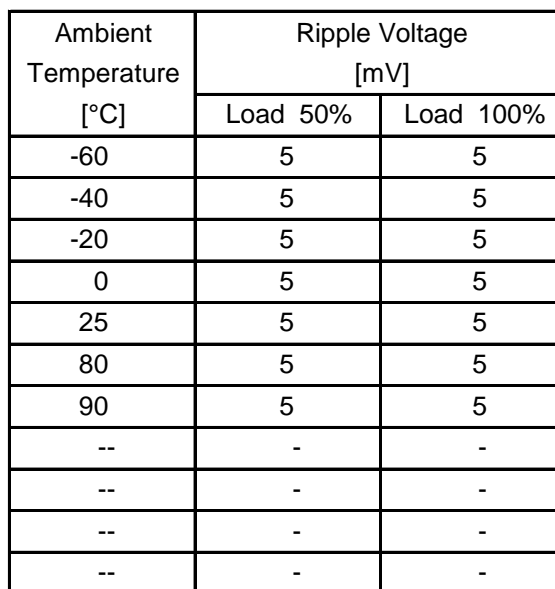 Ambient Temperature [°C] Ripple Voltage [mV]
Load 50% Load 100%
-60 5 5
-40 5 5
-20 5 5
0 5 5
25 5 5
80 5 5
90 5 5
-- - -
-- - -
-- - -
-- - -